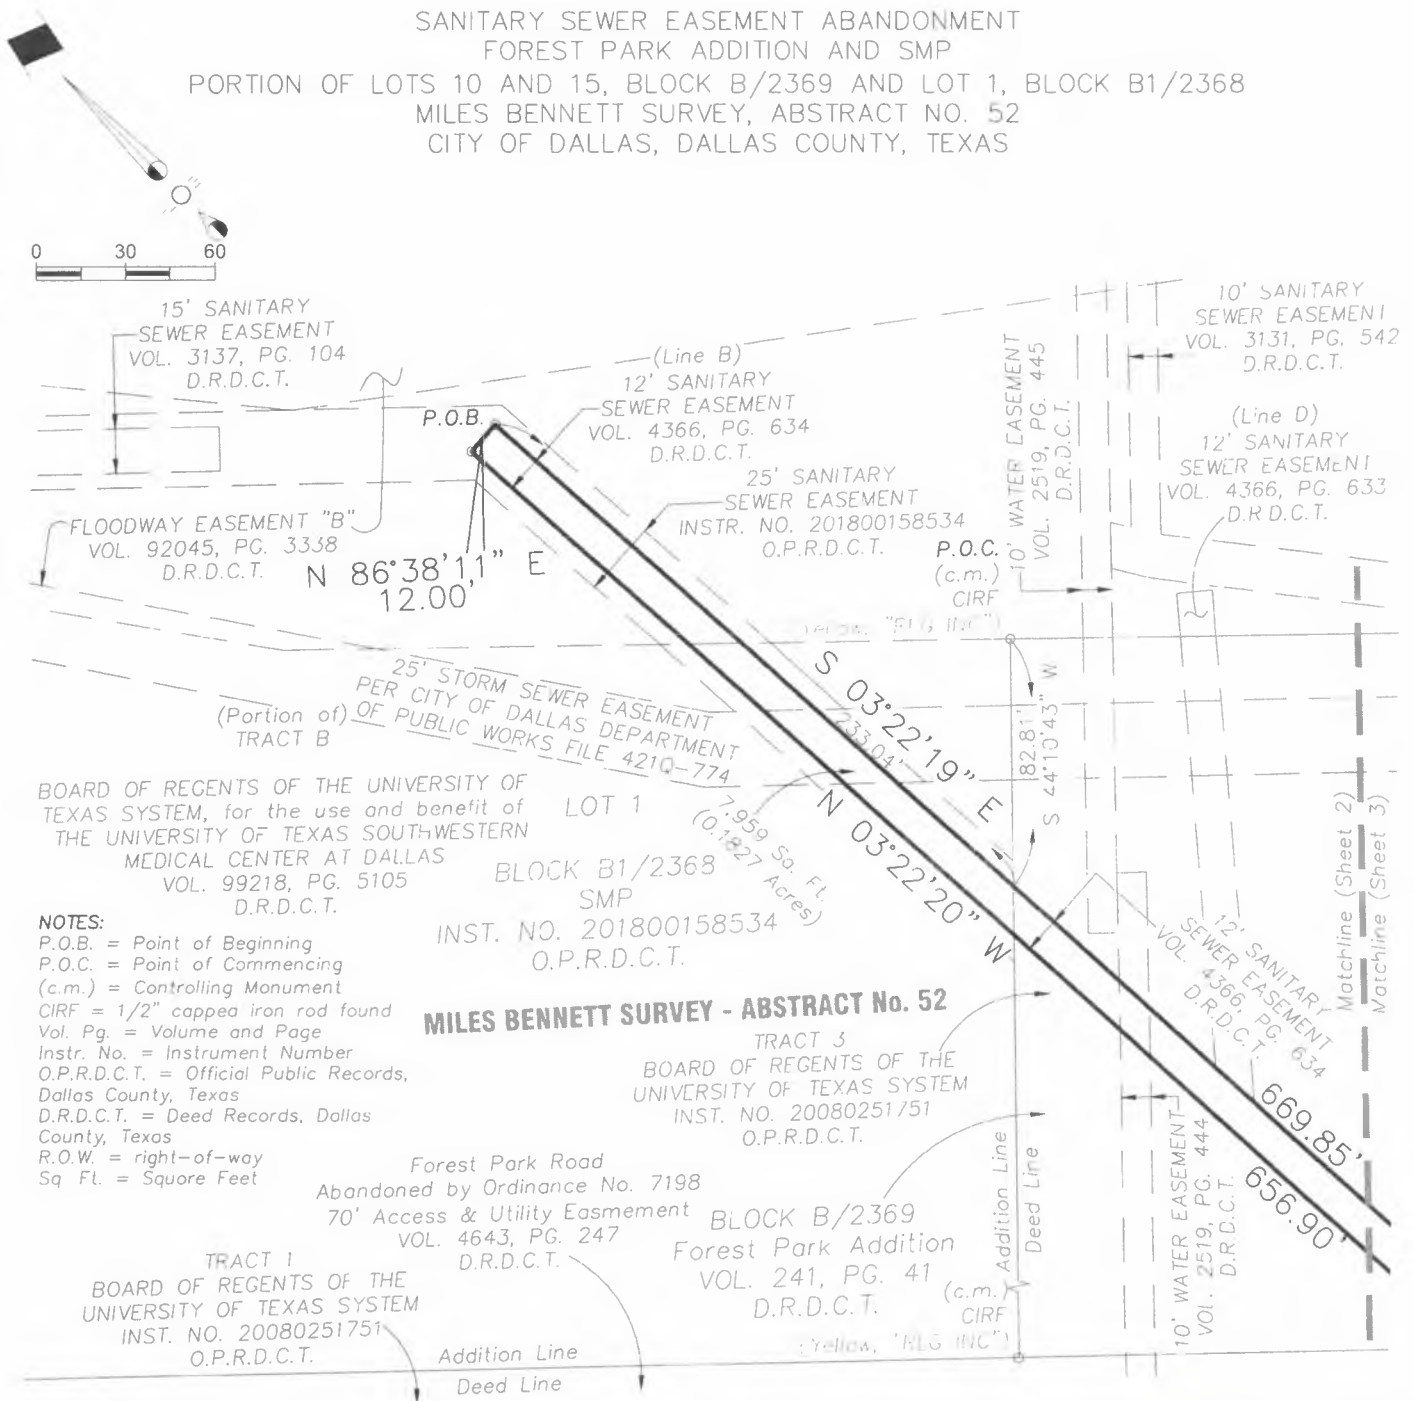 SANITARY SEWER EASEMENT ABANDONMENT
FOREST PARK ADDITION AND SMP
PORTION OF LOTS 10 AND 15, BLOCK B/2369 AND LOT 1, BLOCK B1/2368
MILES BENNETT SURVEY, ABSTRACT NO. 52
CITY OF DALLAS, DALLAS COUNTY, TEXAS
0 30 60
15' SANITARY
SEWER EASEMENT
VOL. 3137, PG. 104
D.R.D.C.T.
(Line B)
12' SANITARY
SEWER EASEMENT
VOL. 4366, PG. 634
D.R.D.C.T.
P.O.B.
25' SANITARY
SEWER EASEMENT
INSTR. NO. 201800158534
O.P.R.D.C.T.
10' WATER EASEMENT
VOL. 2519, PG. 445
D.R.D.C.T.
10' SANITARY
SEWER EASEMENT
VOL. 3131, PG. 542
D.R.D.C.T.
(Line D)
12' SANITARY
SEWER EASEMENT
VOL. 4366, PG. 633
D.R.D.C.T.
FLOODWAY EASEMENT "B"
VOL. 92045, PG. 3338
D.R.D.C.T.
N 86°38'11" E
12.00'
P.O.C.
(c.m.)
CIRF
(Yellow, "RLG INC")
25' STORM SEWER EASEMENT
PER CITY OF DALLAS DEPARTMENT
OF PUBLIC WORKS FILE 421Q-774
(Portion of)
TRACT B
S 03°22'19" E
233.04'
N 03°22'20" W
82.81'
S 44°10'43" W
7,959 Sq. Ft.
(0.1827 Acres)
BOARD OF REGENTS OF THE UNIVERSITY OF
TEXAS SYSTEM, for the use and benefit of
THE UNIVERSITY OF TEXAS SOUTHWESTERN
MEDICAL CENTER AT DALLAS
VOL. 99218, PG. 5105
D.R.D.C.T.
LOT 1
BLOCK B1/2368
SMP
INST. NO. 201800158534
O.P.R.D.C.T.
Matchline (Sheet 2)
Matchline (Sheet 3)
NOTES:
P.O.B. = Point of Beginning
P.O.C. = Point of Commencing
(c.m.) = Controlling Monument
CIRF = 1/2" capped iron rod found
Vol. Pg. = Volume and Page
Instr. No. = Instrument Number
O.P.R.D.C.T. = Official Public Records,
Dallas County, Texas
D.R.D.C.T. = Deed Records, Dallas
County, Texas
R.O.W. = right-of-way
Sq Ft. = Square Feet
MILES BENNETT SURVEY - ABSTRACT No. 52
TRACT 3
BOARD OF REGENTS OF THE
UNIVERSITY OF TEXAS SYSTEM
INST. NO. 20080251751
O.P.R.D.C.T.
12' SANITARY
SEWER EASEMENT
VOL. 4366, PG. 634
D.R.D.C.T.
669.85'
656.90'
10' WATER EASEMENT
VOL. 2519, PG. 444
D.R.D.C.T.
Forest Park Road
Abandoned by Ordinance No. 7198
70' Access & Utility Easmement
VOL. 4643, PG. 247
D.R.D.C.T.
BLOCK B/2369
Forest Park Addition
VOL. 241, PG. 41
D.R.D.C.T.
Addition Line
Deed Line
(c.m.)
CIRF
(Yellow, "RLG INC")
TRACT 1
BOARD OF REGENTS OF THE
UNIVERSITY OF TEXAS SYSTEM
INST. NO. 20080251751
O.P.R.D.C.T.
Addition Line
Deed Line